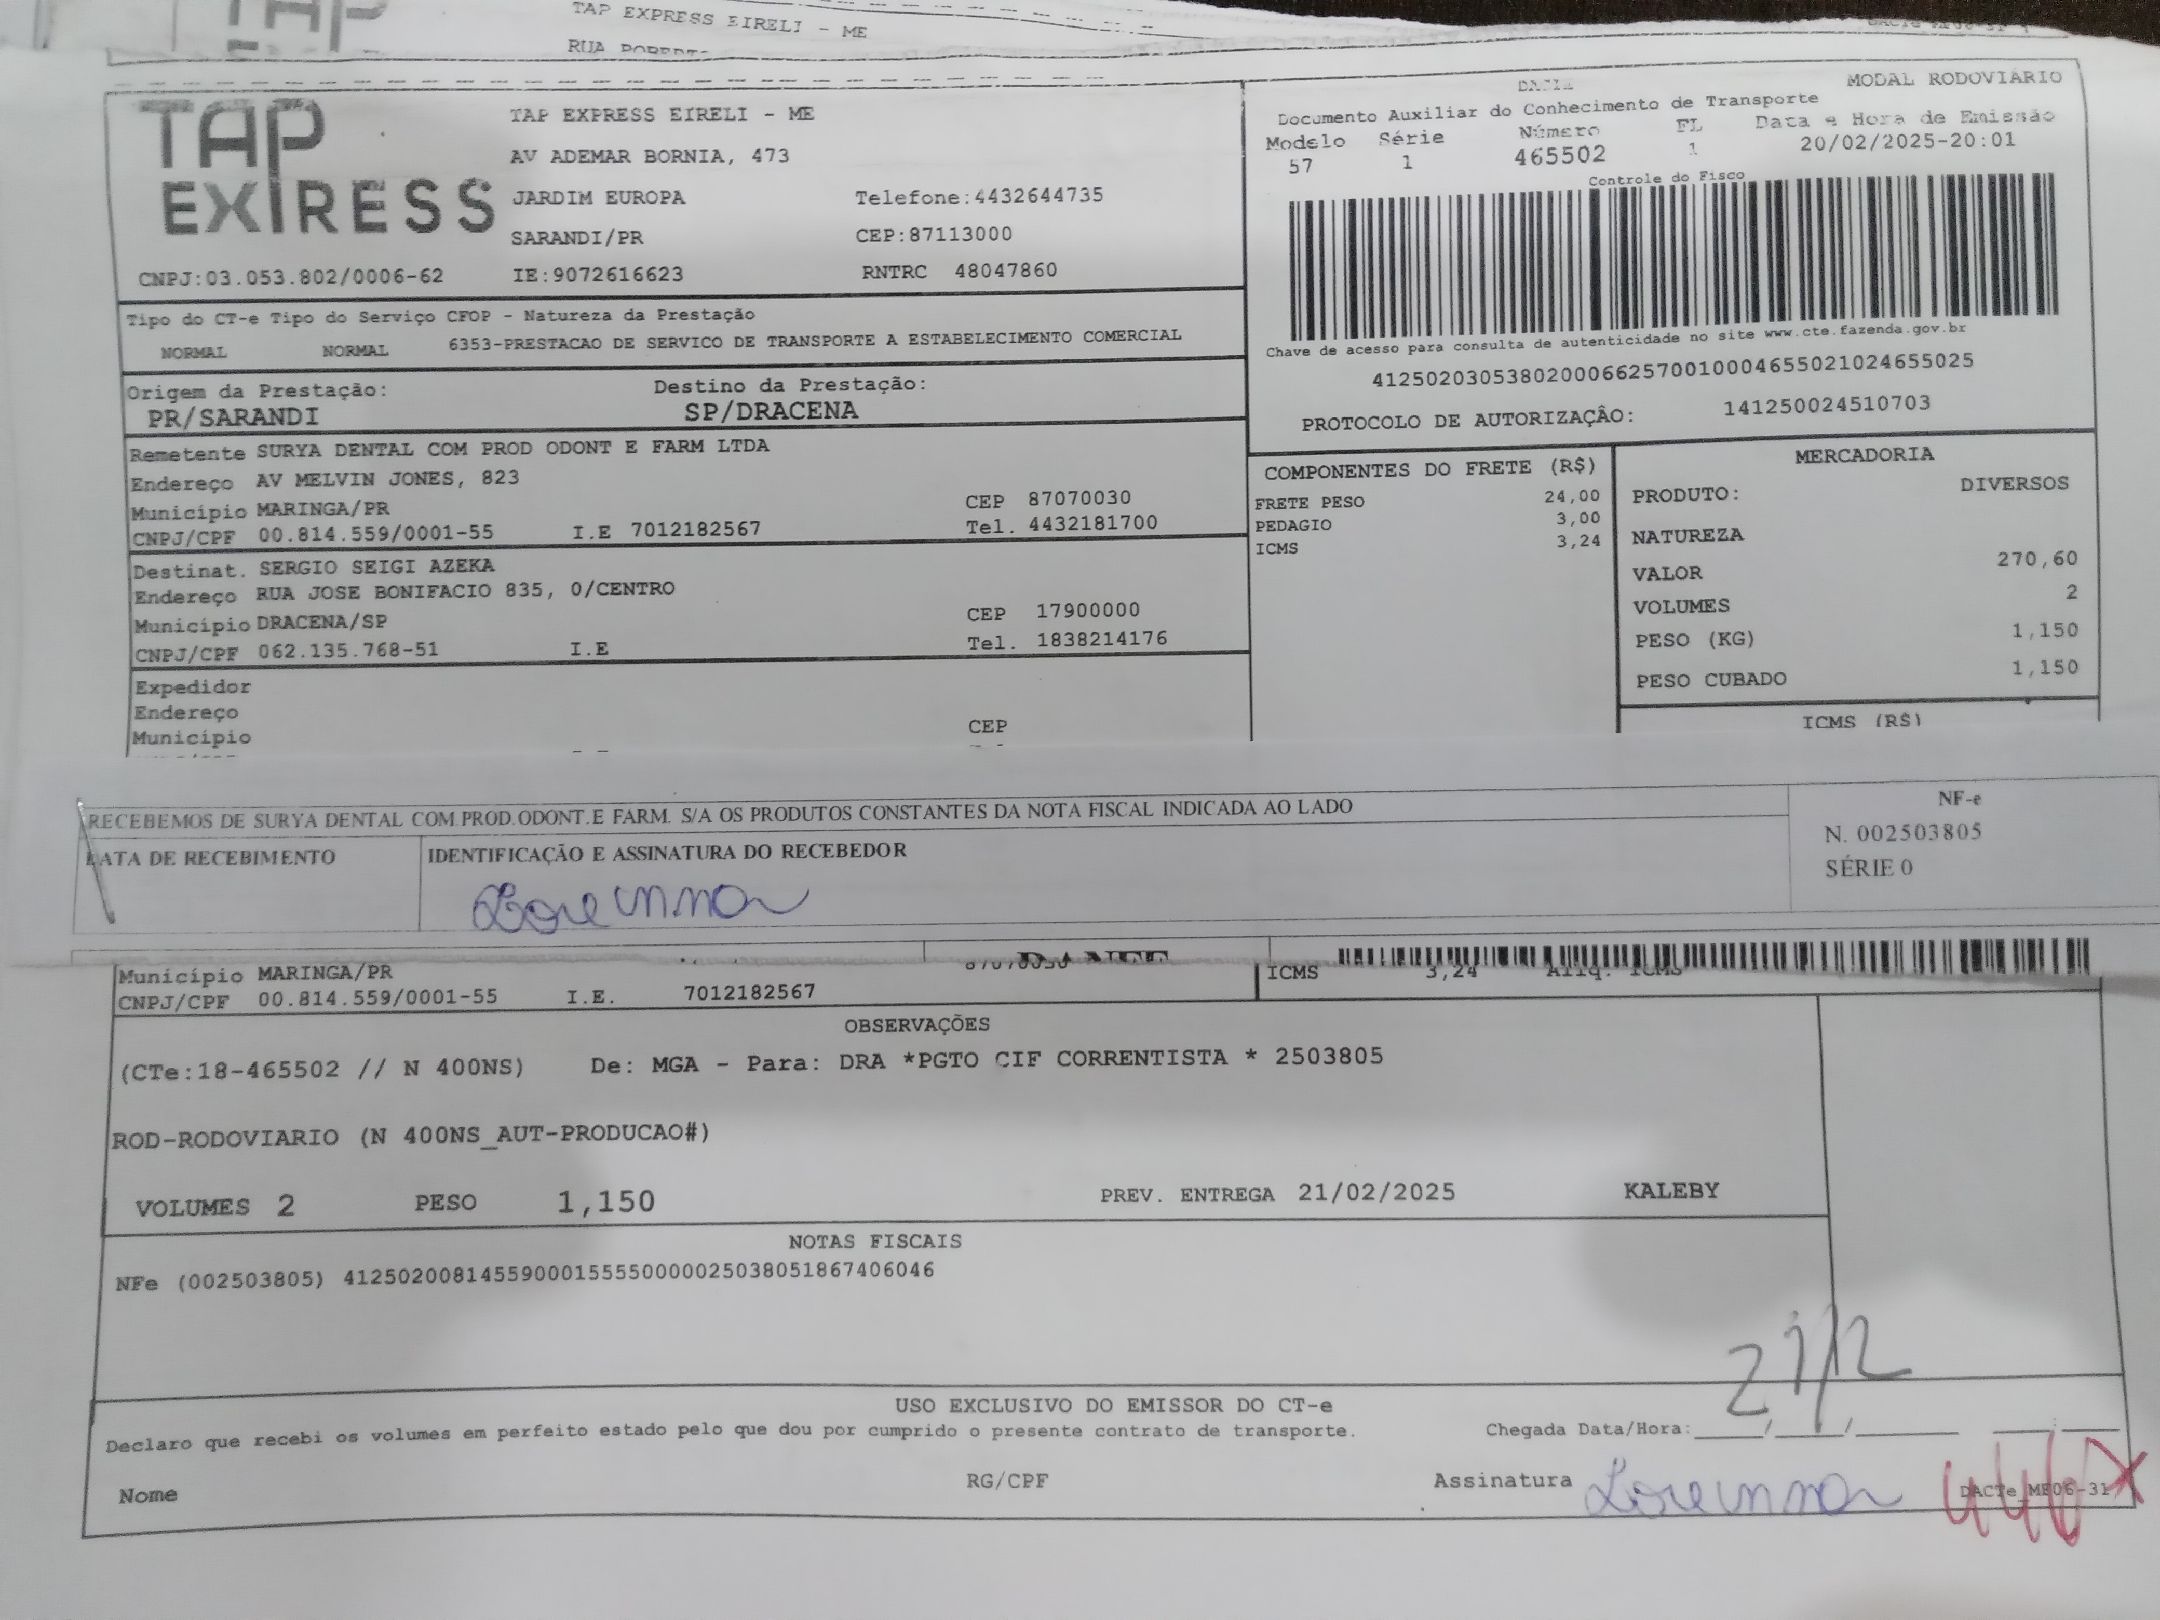 TAP EXPRESS EIRELI - ME
TAP EXPRESS
TAP EXPRESS EIRELI - ME
AV ADEMAR BORNIA, 473
JARDIM EUROPA Telefone:4432644735
SARANDI/PR CEP:87113000
CNPJ:03.053.802/0006-62 IE:9072616623 RNTRC 48047860
MODAL RODOVIÁRIO
Documento Auxiliar do Conhecimento de Transporte
Modelo Série Número FL Data e Hora de Emissão
57 1 465502 1 20/02/2025-20:01
Controle do Fisco
Chave de acesso para consulta de autenticidade no site www.cte.fazenda.gov.br
41250203053802000662570010004655021024655025
PROTOCOLO DE AUTORIZAÇÃO: 141250024510703
Tipo do CT-e Tipo do Serviço CFOP - Natureza da Prestação
NORMAL NORMAL 6353-PRESTACAO DE SERVICO DE TRANSPORTE A ESTABELECIMENTO COMERCIAL
Origem da Prestação: Destino da Prestação:
PR/SARANDI SP/DRACENA
Remetente SURYA DENTAL COM PROD ODONT E FARM LTDA
Endereço AV MELVIN JONES, 823
Município MARINGA/PR CEP 87070030
CNPJ/CPF 00.814.559/0001-55 I.E 7012182567 Tel. 4432181700
Destinat. SERGIO SEIGI AZEKA
Endereço RUA JOSE BONIFACIO 835, 0/CENTRO
Município DRACENA/SP CEP 17900000
CNPJ/CPF 062.135.768-51 I.E Tel. 1838214176
Expedidor
Endereço
Município CEP
COMPONENTES DO FRETE (R$)
FRETE PESO 24,00
PEDAGIO 3,00
ICMS 3,24
MERCADORIA
PRODUTO: DIVERSOS
NATUREZA
VALOR 270,60
VOLUMES 2
PESO (KG) 1,150
PESO CUBADO 1,150
ICMS (R$)
RECEBEMOS DE SURYA DENTAL COM.PROD.ODONT.E FARM. S/A OS PRODUTOS CONSTANTES DA NOTA FISCAL INDICADA AO LADO
DATA DE RECEBIMENTO IDENTIFICAÇÃO E ASSINATURA DO RECEBEDOR
Lorennna
NF-e
N. 002503805
SÉRIE 0
DANFE
Município MARINGA/PR 87070030 ICMS 3,24 Aliq. ICMS
CNPJ/CPF 00.814.559/0001-55 I.E. 7012182567
OBSERVAÇÕES
(CTe:18-465502 // N 400NS) De: MGA - Para: DRA *PGTO CIF CORRENTISTA * 2503805
ROD-RODOVIARIO (N 400NS_AUT-PRODUCAO#)
VOLUMES 2 PESO 1,150 PREV. ENTREGA 21/02/2025 KALEBY
NOTAS FISCAIS
NFe (002503805) 41250200814559000155550000025038051867406046
21/2
USO EXCLUSIVO DO EMISSOR DO CT-e
Declaro que recebi os volumes em perfeito estado pelo que dou por cumprido o presente contrato de transporte. Chegada Data/Hora:____/____/______ ____:____
Nome RG/CPF Assinatura Lorennna DACTe_MF06-31